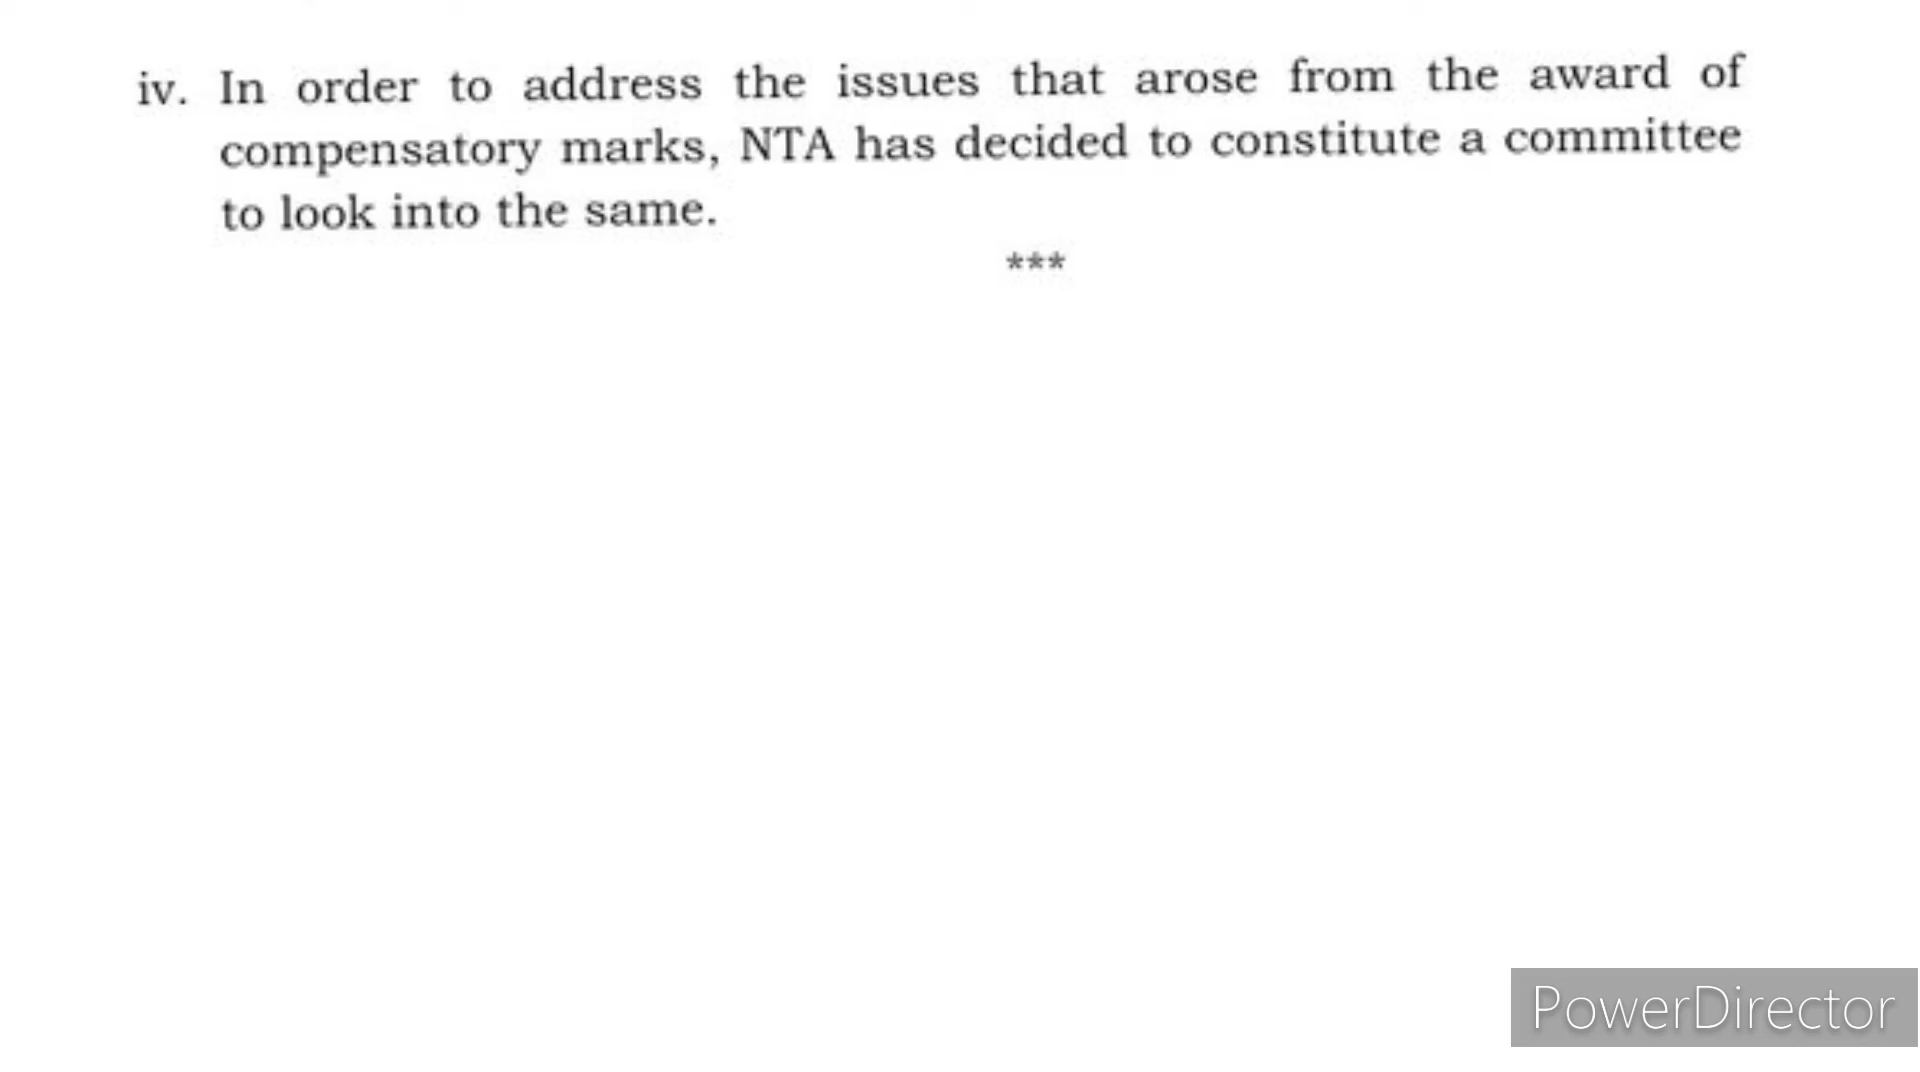 iv. In order to address the issues that arose from the award of
compensatory marks, NTA has decided to constitute a committee
to look into the same.
***
PowerDirector